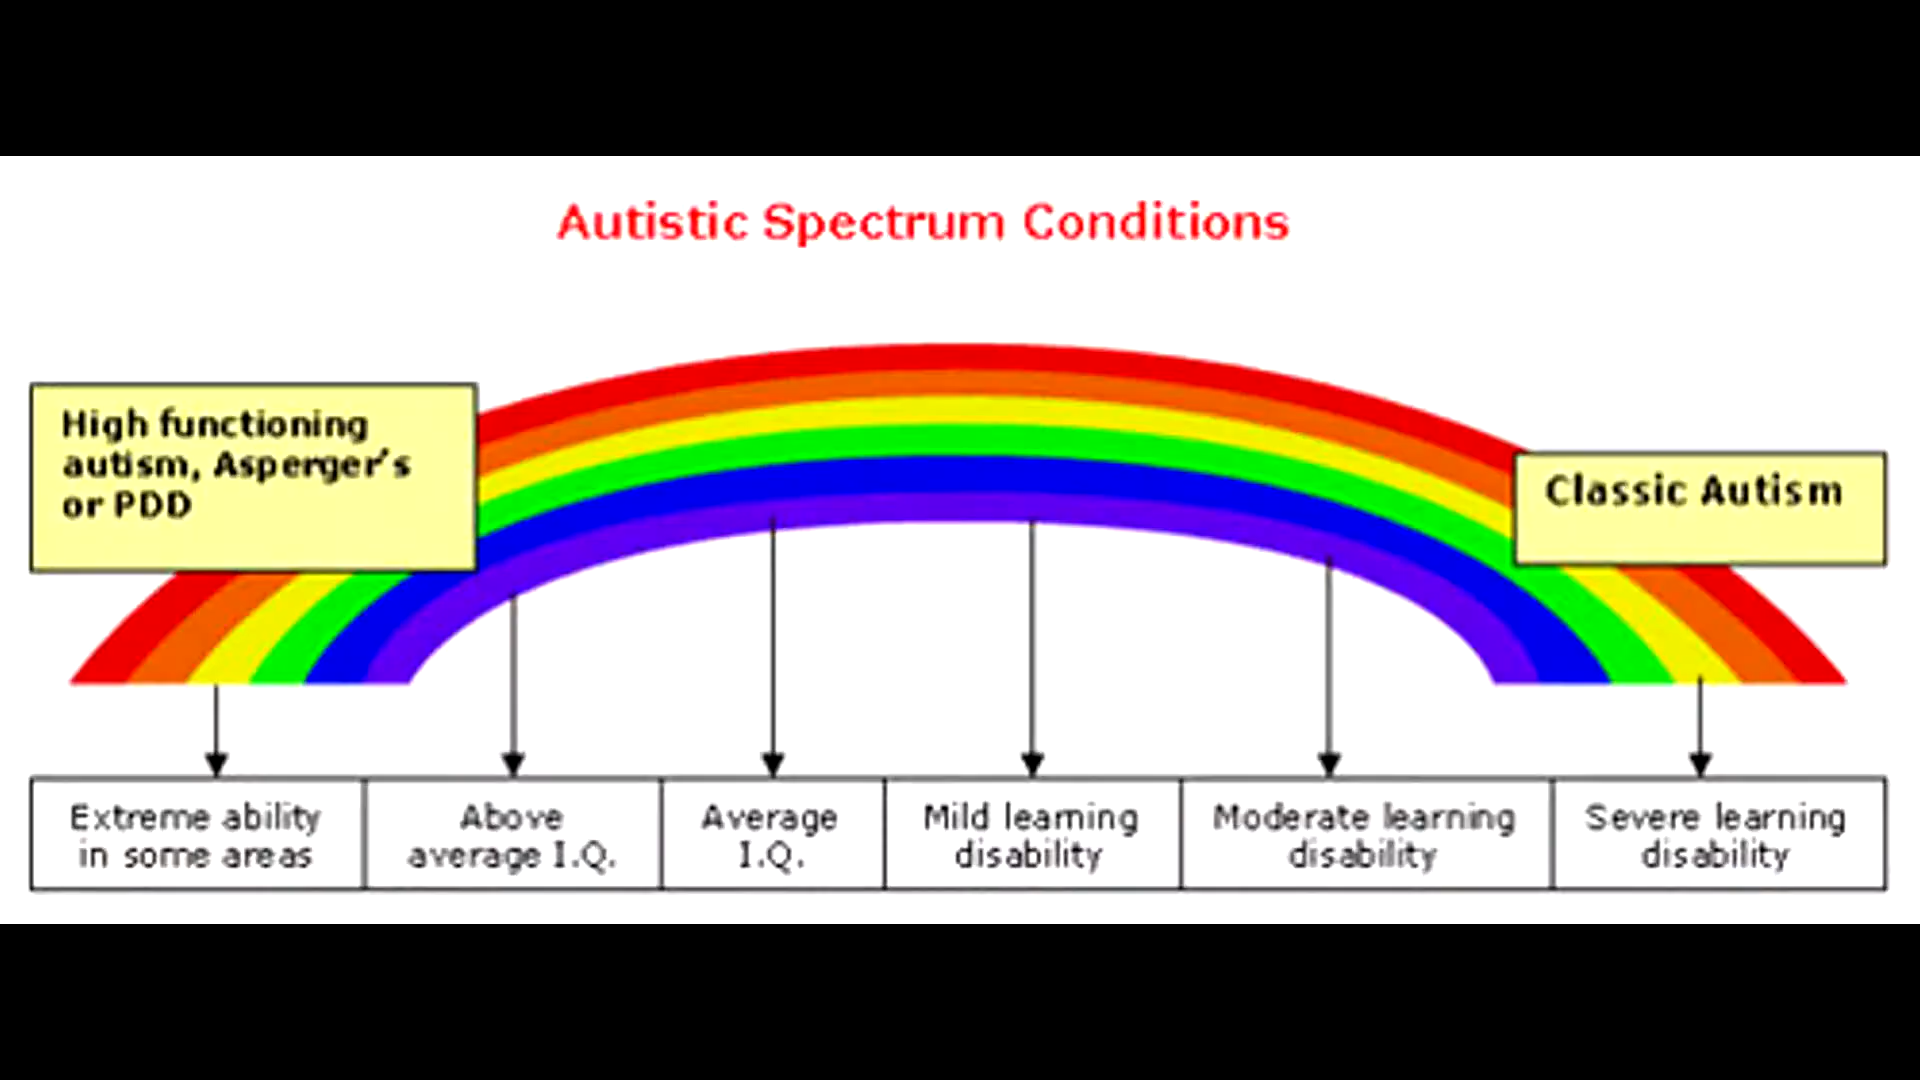 Autistic Spectrum Conditions
High functioning
autism, Asperger's
or PDD
Classic Autism
Extreme ability
in some areas
Above
average I.Q.
Average
I.Q.
Mild learning
disability
Moderate learning
disability
Severe learning
disability